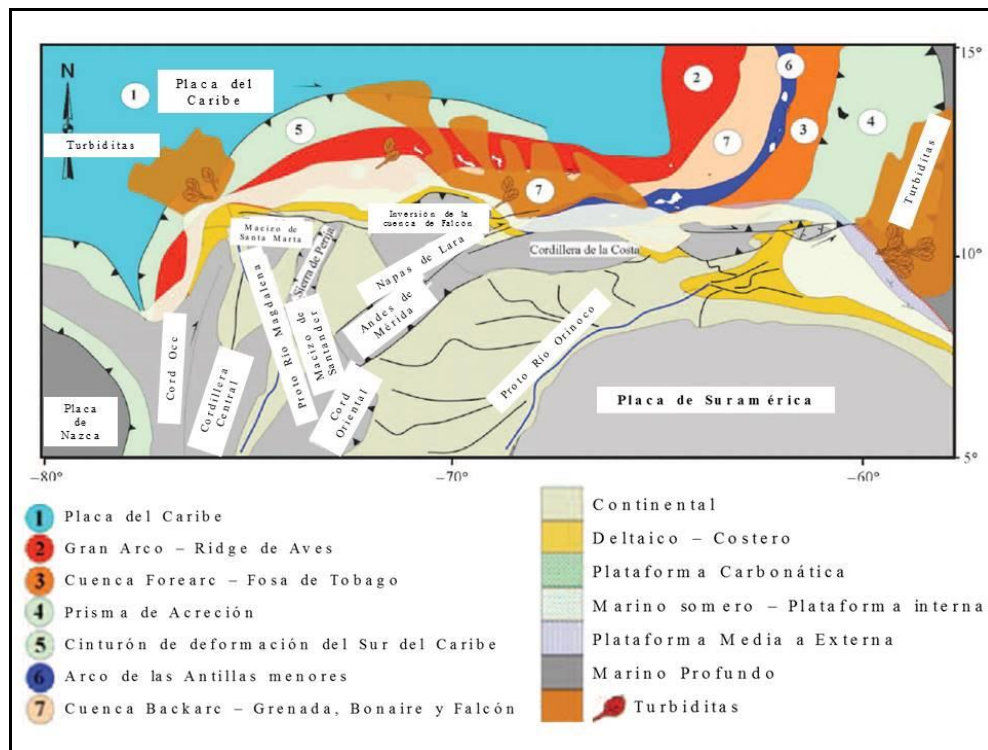 15°
N
1
Placa del
Caribe
2
6
5
7
3
4
Turbiditas
Turbiditas
7
Macizo de
Santa Marta
Inversión de la
cuenca de Falcón
Sierra de Perijá
Napas de Lara
Cordillera de la Costa
10°
Proto Río Magdalena
Macizo de
Santander
Andes de
Mérida
Cord Occ
Cordillera
Central
Cord
Oriental
Proto Río Orinoco
Placa de Suramérica
Placa
de
Nazca
5°
−80°
−70°
−60°
1 Placa del Caribe
2 Gran Arco – Ridge de Aves
3 Cuenca Forearc – Fosa de Tobago
4 Prisma de Acreción
5 Cinturón de deformación del Sur del Caribe
6 Arco de las Antillas menores
7 Cuenca Backarc – Grenada, Bonaire y Falcón
Continental
Deltaico – Costero
Plataforma Carbonática
Marino somero – Plataforma interna
Plataforma Media a Externa
Marino Profundo
Turbiditas